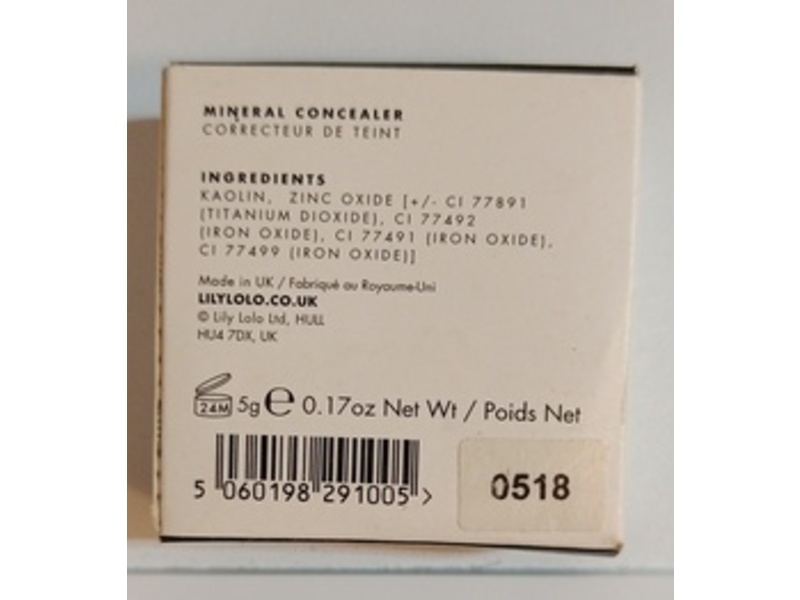 MINERAL CONCEALER
CORRECTEUR DE TEINT
INGREDIENTS
KAOLIN, ZINC OXIDE [+/- CI 77891
(TITANIUM DIOXIDE), CI 77492
(IRON OXIDE), CI 77491 (IRON OXIDE),
CI 77499 (IRON OXIDE)]
Made in UK / Fabriqué au Royaume-Uni
LILYLOLO.CO.UK
© Lily Lolo Ltd, HULL
HU4 7DX, UK
24M 5g e 0.17oz Net Wt / Poids Net
5 060198 291005 >
0518